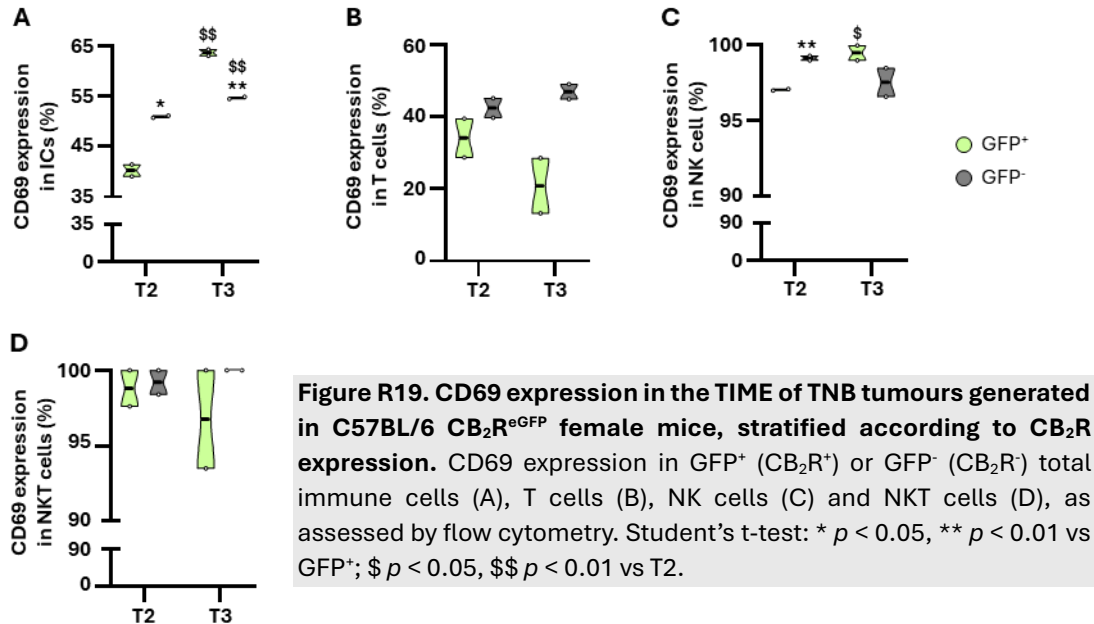 A
CD69 expression
in ICs (%)
65
55
45
35
35
0
*
$$
$$
**
T2
T3
B
CD69 expression
in T cells (%)
60
40
20
0
T2
T3
C
CD69 expression
in NK cell (%)
100
95
90
90
0
**
$
T2
T3
GFP⁺
GFP⁻
D
CD69 expression
in NKT cells (%)
100
95
90
90
0
T2
T3
Figure R19. CD69 expression in the TIME of TNB tumours generated
in C57BL/6 CB₂Rᵉᴳᶠᴾ female mice, stratified according to CB₂R
expression. CD69 expression in GFP⁺ (CB₂R⁺) or GFP⁻ (CB₂R⁻) total
immune cells (A), T cells (B), NK cells (C) and NKT cells (D), as
assessed by flow cytometry. Student’s t-test: * p < 0.05, ** p < 0.01 vs
GFP⁺; $ p < 0.05, $$ p < 0.01 vs T2.